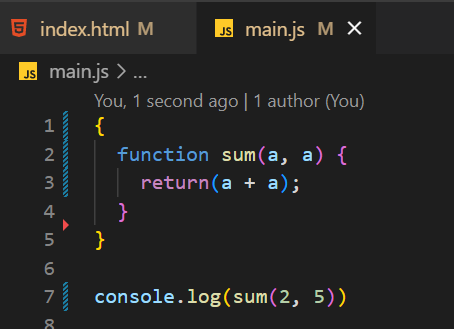 index.html M main.js M
JS main.js > ...
You, 1 second ago | 1 author (You)
1 {
2 function sum(a, a) {
3 return(a + a);
4 }
5 }
6
7 console.log(sum(2, 5))
8